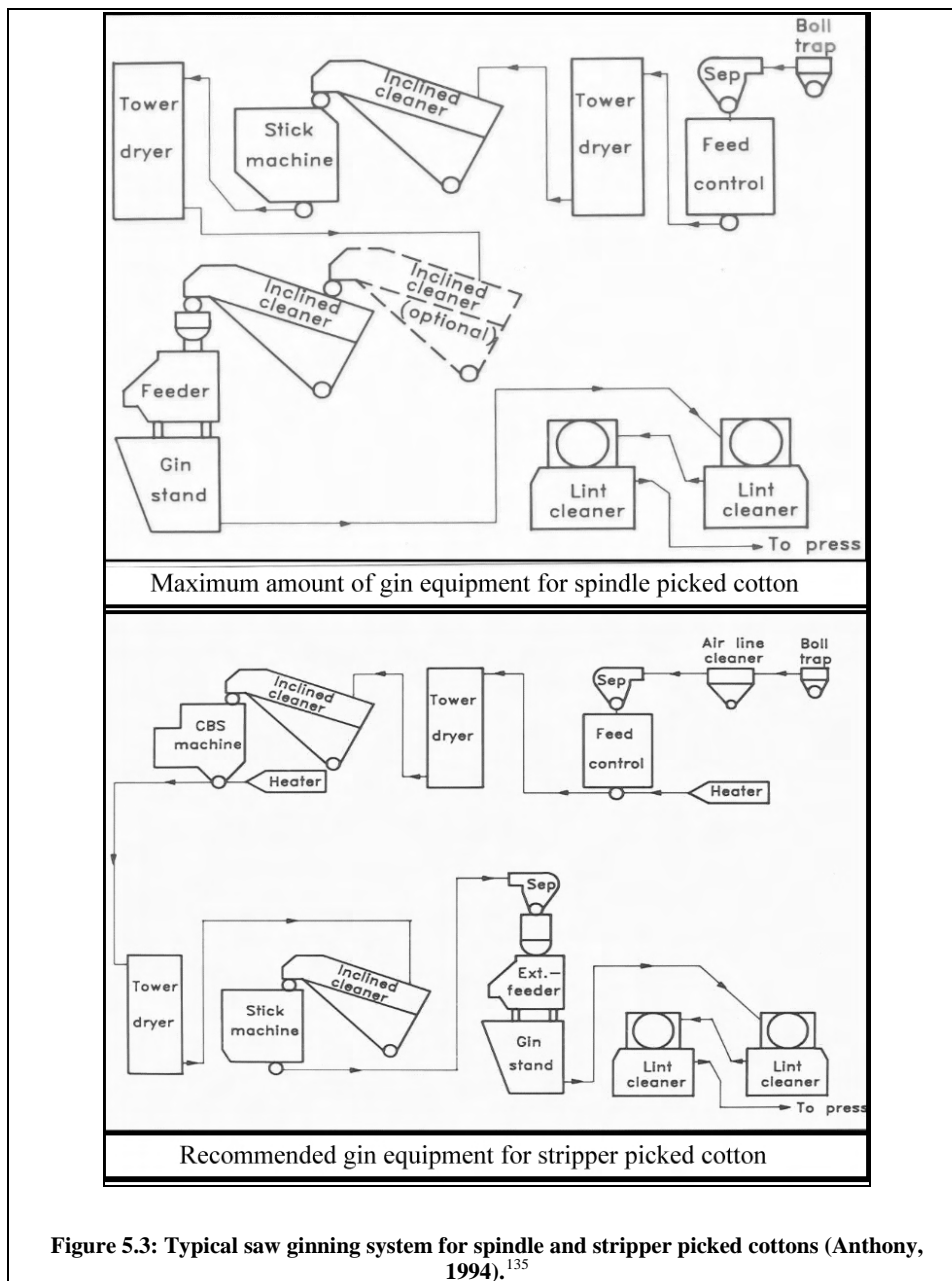 Boll
trap
Sep
Inclined
cleaner
Tower
dryer
Stick
machine
Tower
dryer
Feed
control
Inclined
cleaner
(optional)
Inclined
cleaner
Feeder
Gin
stand
Lint
cleaner
Lint
cleaner
To press
Maximum amount of gin equipment for spindle picked cotton
Air line
cleaner
Boll
trap
Sep
Inclined
cleaner
CBS
machine
Tower
dryer
Feed
control
Heater
Heater
Sep
Tower
dryer
Inclined
cleaner
Stick
machine
Ext.-
feeder
Gin
stand
Lint
cleaner
Lint
cleaner
To press
Recommended gin equipment for stripper picked cotton
Figure 5.3: Typical saw ginning system for spindle and stripper picked cottons (Anthony,
1994).135